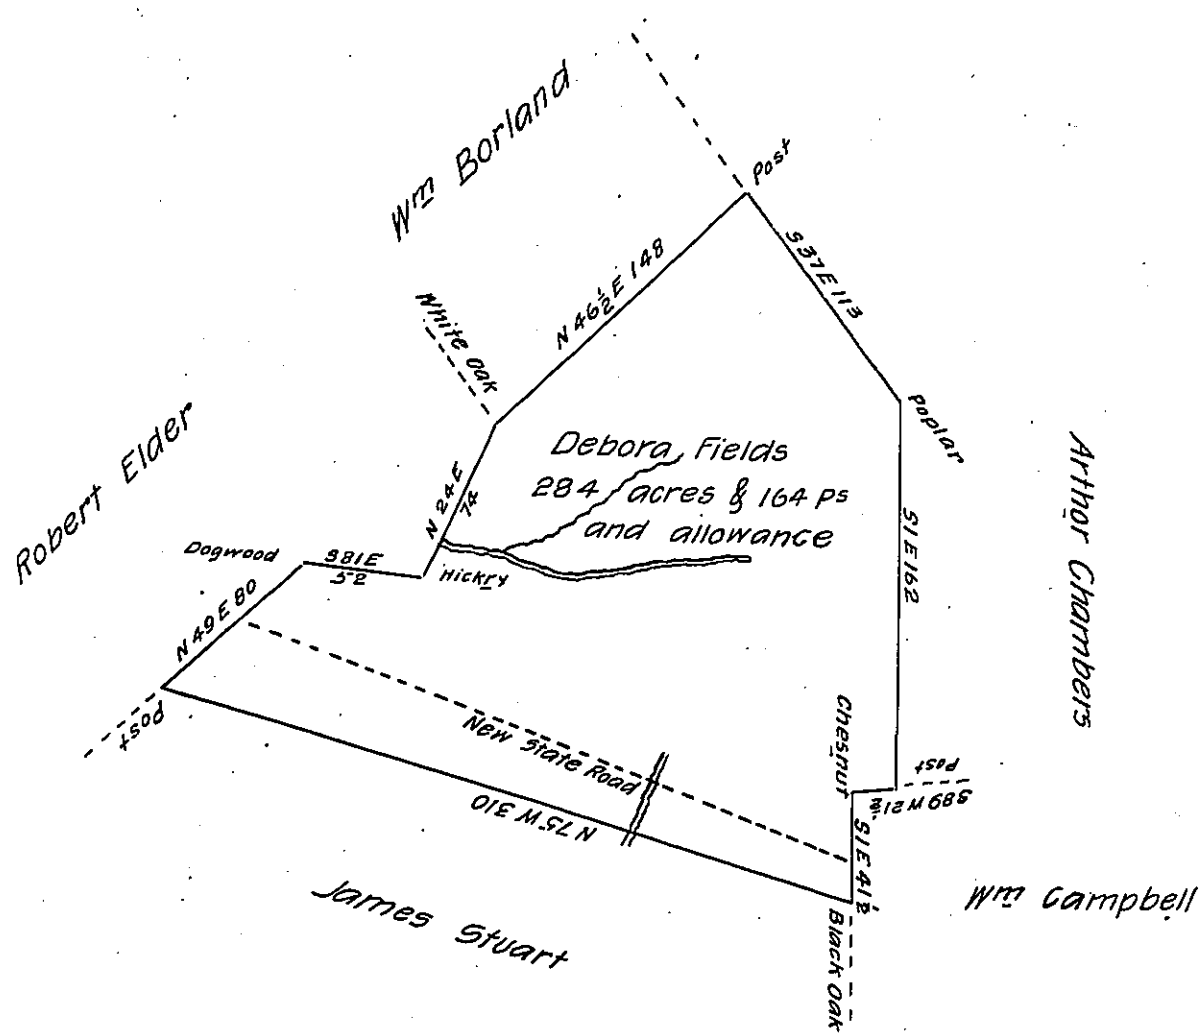 Wm Borland
Post
N 46½ E 148
S 37 E 113
White Oak
Poplar
Robert Elder
Debora Fields
284 acres & 164 Ps
and allowance
N 24 E
74
Arthor Chambers
S 1 E 162
Dogwood
S 81 E
52
Hickry
N 49 E 80
Post
New State Road
Chesnut
Post
S 89 W 21½
N 75 W 310
S 1 E 41½
James Stuart
Wm Campbell
Black Oak